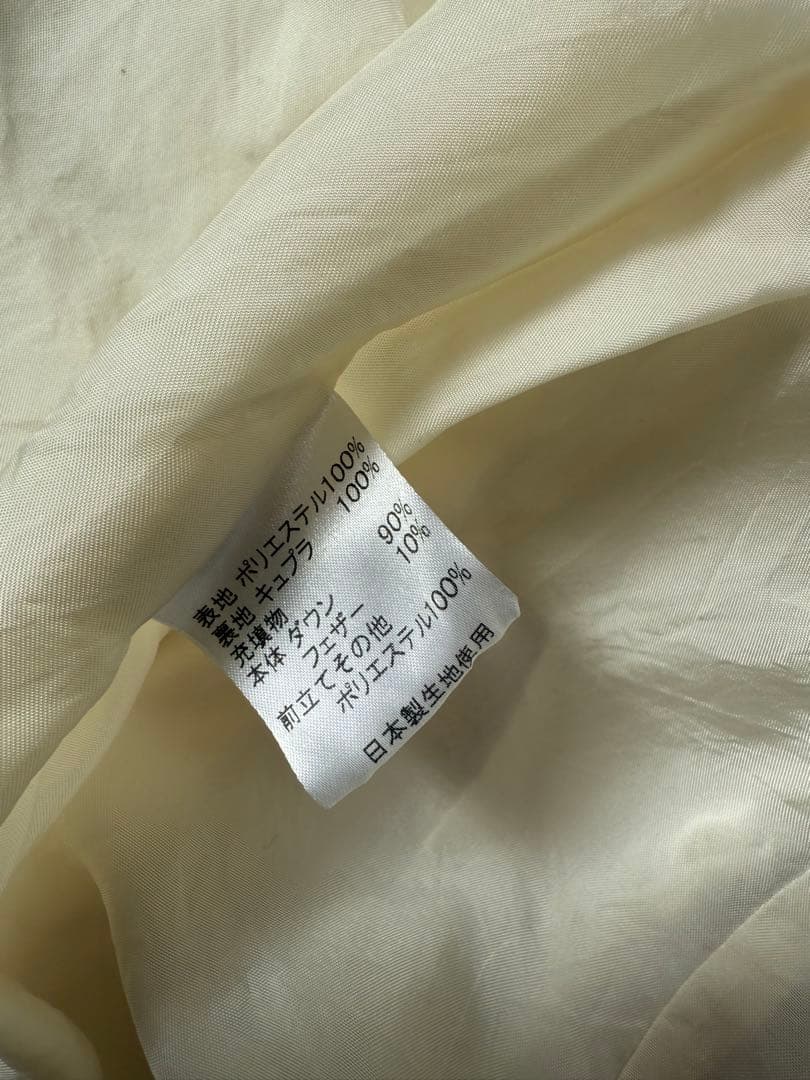 表地 ポリエステル100%
裏地 キュプラ 100%
充填物
本体 ダウン 90%
フェザー 10%
前立てその他
ポリエステル100%
日本製生地使用